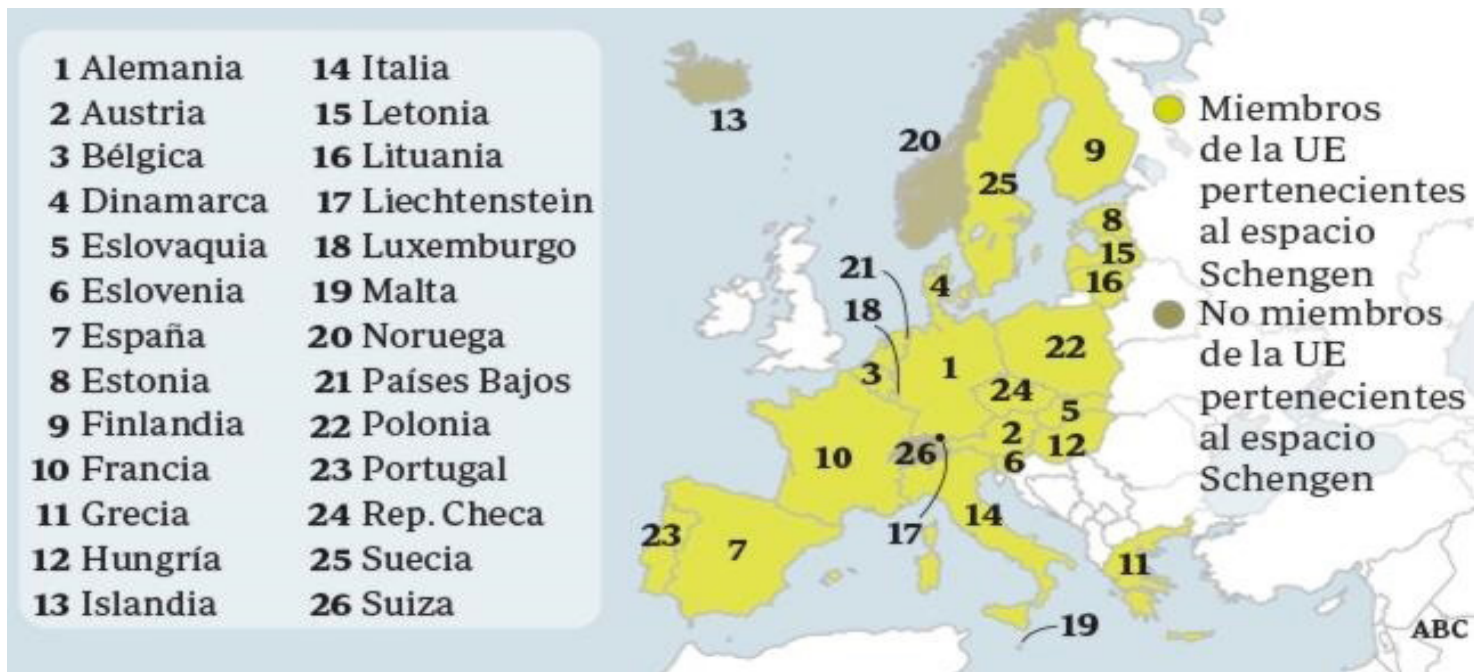 1 Alemania
2 Austria
3 Bélgica
4 Dinamarca
5 Eslovaquia
6 Eslovenia
7 España
8 Estonia
9 Finlandia
10 Francia
11 Grecia
12 Hungría
13 Islandia
14 Italia
15 Letonia
16 Lituania
17 Liechtenstein
18 Luxemburgo
19 Malta
20 Noruega
21 Países Bajos
22 Polonia
23 Portugal
24 Rep. Checa
25 Suecia
26 Suiza
13
20
9
25
8
15
16
21
4
18
22
3
1
24
5
2
12
10
26
6
17
14
23
7
11
19
Miembros
de la UE
pertenecientes
al espacio
Schengen
No miembros
de la UE
pertenecientes
al espacio
Schengen
ABC